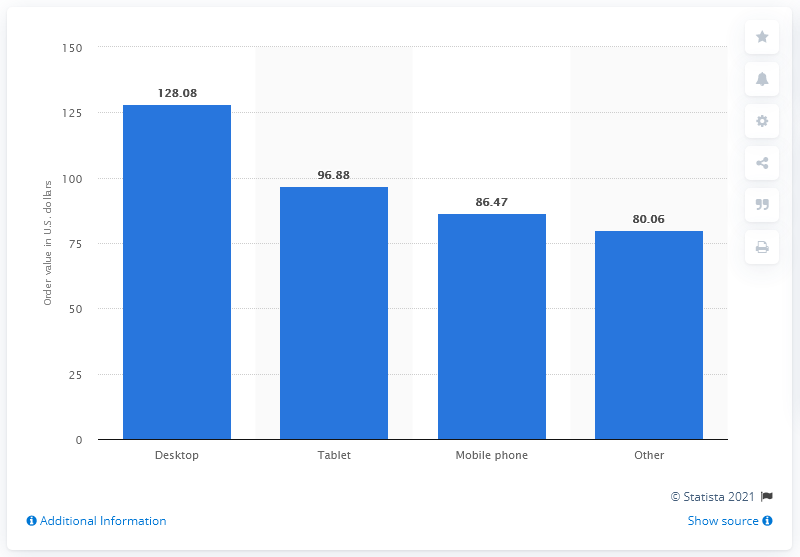 150
125
100
75
50
25
0
Order value in U.S. dollars
128.08
96.88
86.47
80.06
Desktop
Tablet
Mobile phone
Other
© Statista 2021
Additional Information
Show source